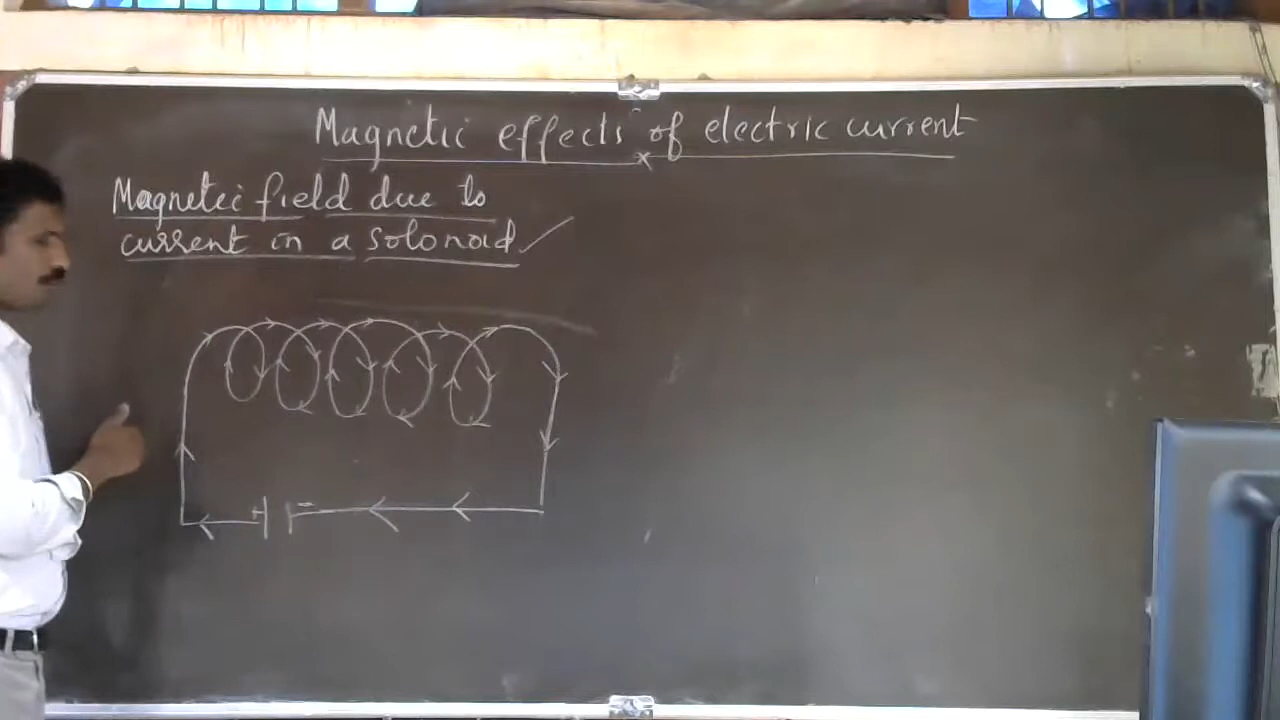 Magnetic effects of electric current
Magnetic field due to
current in a solonoid
+ -